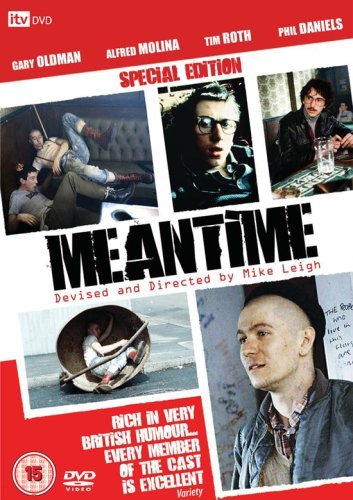 itv DVD
GARY OLDMAN ALFRED MOLINA TIM ROTH PHIL DANIELS
SPECIAL EDITION
MEANTIME
Devised and Directed by Mike Leigh
RICH IN VERY
BRITISH HUMOUR...
EVERY MEMBER
OF THE CAST
IS EXCELLENT
Variety
15
DVD
VIDEO